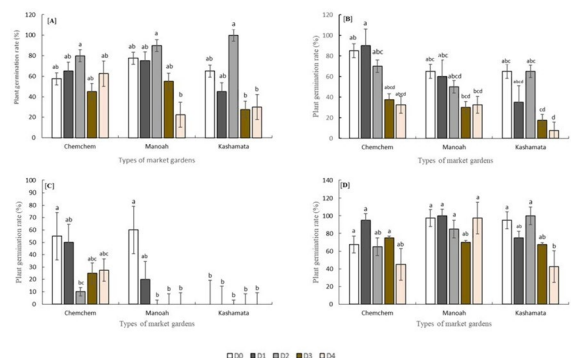 [A]
Plant germination rate (%)
120
100
80
60
40
20
0
ab ab a ab ab
ab ab a ab b
ab ab a b b
Chemchem Manoah Kashamata
Types of market gardens
[B]
Plant germination rate (%)
120
100
80
60
40
20
0
ab a abc abcd abcd
abc abc abcd bcd bcd
abc abcd abc cd d
Chemchem Manoah Kashamata
Types of market gardens
[C]
Plant germination rate (%)
100
90
80
70
60
50
40
30
20
10
0
a ab bc abc abc
a ab b b b
b b b b b
Chemchem Manoah Kashamata
Types of market gardens
[D]
Plant germination rate (%)
140
120
100
80
60
40
20
0
a a ab a ab
a a a ab a
a ab a ab b
Chemchem Manoah Kashamata
Types of market gardens
D0 D1 D2 D3 D4